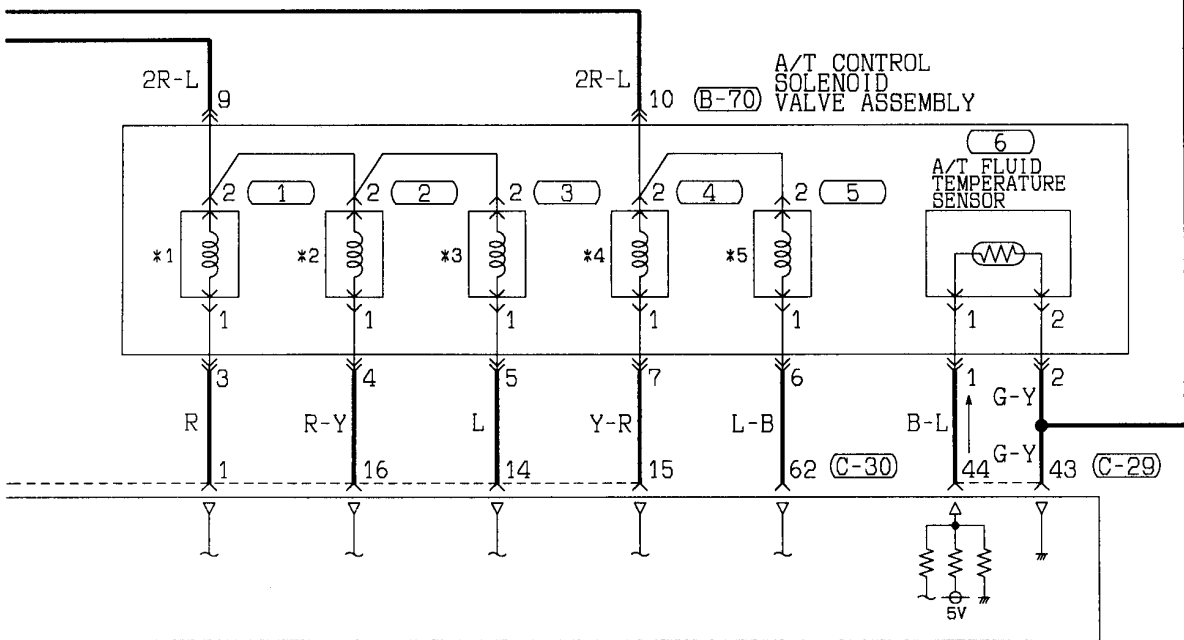 A/T CONTROL
SOLENOID
VALVE ASSEMBLY
2R-L 9 2R-L 10 B-70
6
A/T FLUID
TEMPERATURE
SENSOR
2 1 2 2 2 3 2 4 2 5
*1 *2 *3 *4 *5
1 1 1 1 1 1 2
3 4 5 7 6 1 2
G-Y
R R-Y L Y-R L-B B-L
G-Y
1 16 14 15 62 C-30 44 43 C-29
5V